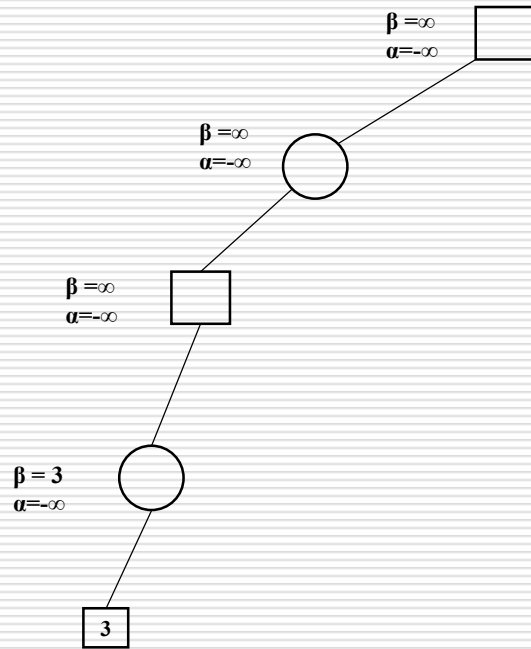 β =∞
α=-∞
β =∞
α=-∞
β =∞
α=-∞
β = 3
α=-∞
3